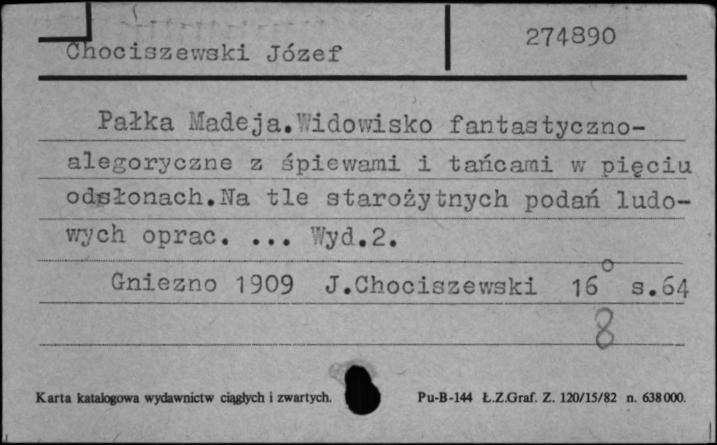 Chociszewski Józef
274890
Pałka Madeja.Widowisko fantastyczno-
alegoryczne z śpiewami i tańcami w pięciu
odsłonach.Na tle starożytnych podań ludo-
wych oprac. ... Wyd.2.
Gniezno 1909 J.Chociszewski 16° s.64
8
Karta katalogowa wydawnictw ciągłych i zwartych.
Pu-B-144 Ł.Z.Graf. Z. 120/15/82 n. 638000.